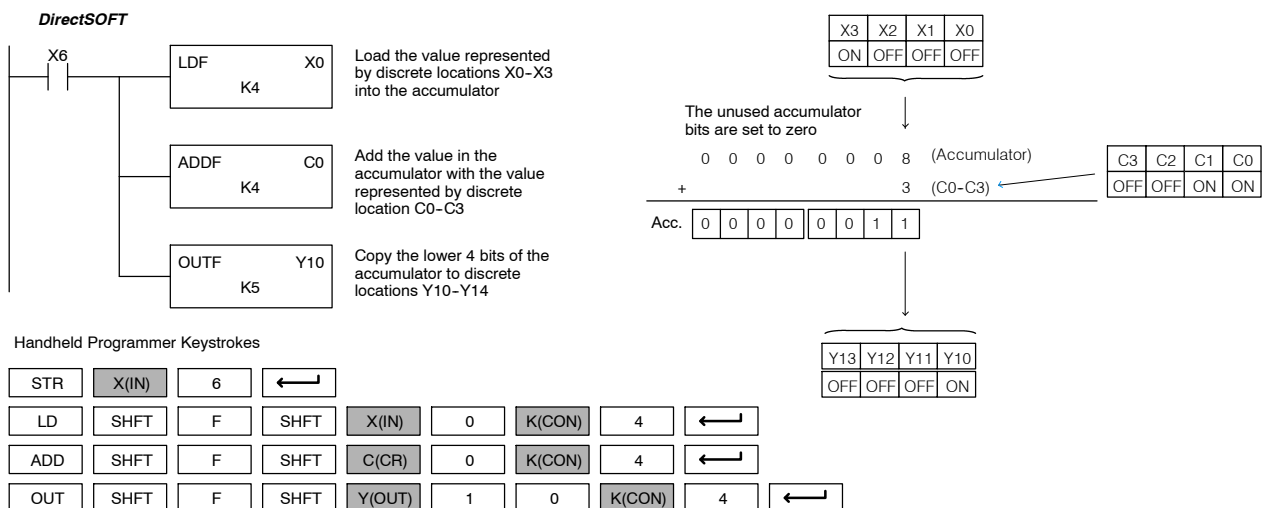 DirectSOFT
X6
LDF X0
K4
Load the value represented
by discrete locations X0-X3
into the accumulator
ADDF C0
K4
Add the value in the
accumulator with the value
represented by discrete
location C0-C3
OUTF Y10
K5
Copy the lower 4 bits of the
accumulator to discrete
locations Y10-Y14
X3 X2 X1 X0
ON OFF OFF OFF
The unused accumulator
bits are set to zero
0 0 0 0 0 0 0 8 (Accumulator)
+ 3 (C0-C3)
C3 C2 C1 C0
OFF OFF ON ON
Acc. 0 0 0 0 0 0 1 1
Y13 Y12 Y11 Y10
OFF OFF OFF ON
Handheld Programmer Keystrokes
STR X(IN) 6
LD SHFT F SHFT X(IN) 0 K(CON) 4
ADD SHFT F SHFT C(CR) 0 K(CON) 4
OUT SHFT F SHFT Y(OUT) 1 0 K(CON) 4